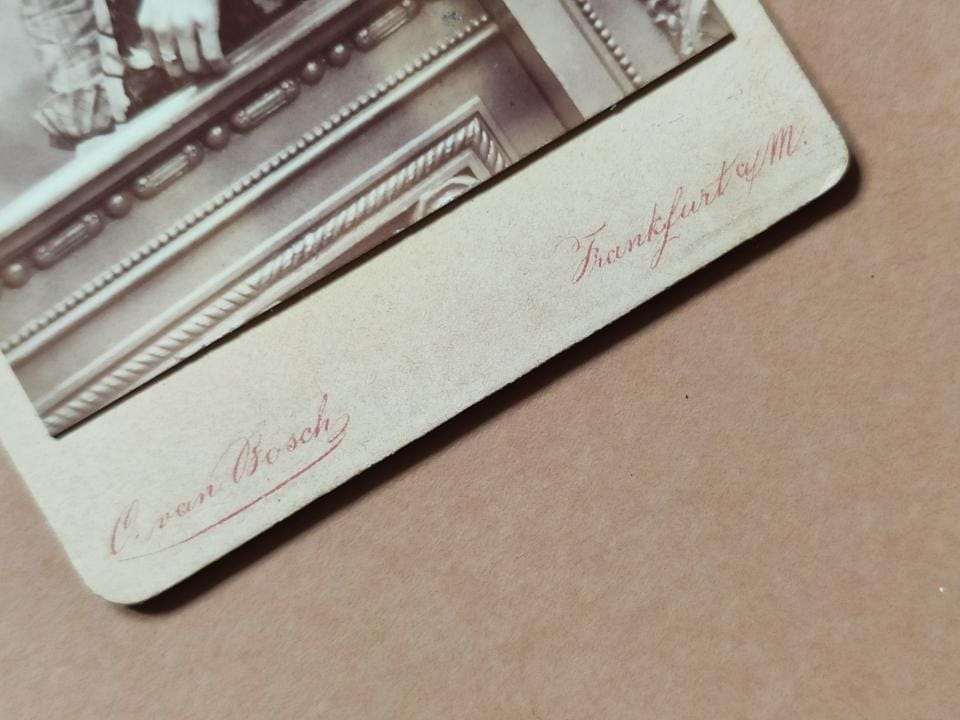 O. van Bosch
Frankfurt a/M.